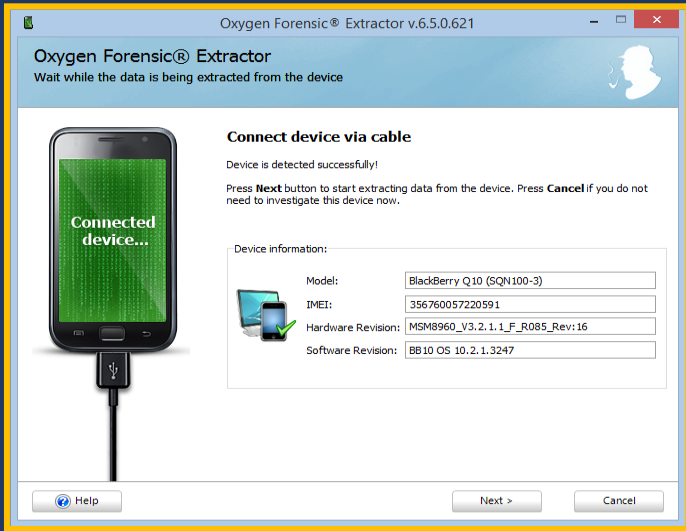 Oxygen Forensic® Extractor v.6.5.0.621
Oxygen Forensic® Extractor
Wait while the data is being extracted from the device
Connected
device...
Connect device via cable
Device is detected successfully!
Press Next button to start extracting data from the device. Press Cancel if you do not
need to investigate this device now.
Device information:
Model: BlackBerry Q10 (SQN100-3)
IMEI: 356760057220591
Hardware Revision: MSM8960_V3.2.1.1_F_R085_Rev:16
Software Revision: BB10 OS 10.2.1.3247
Help Next > Cancel